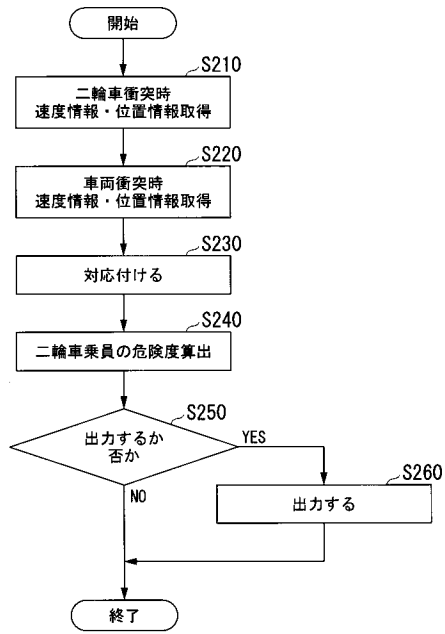 開始
S210
二輪車衝突時
速度情報・位置情報取得
S220
車両衝突時
速度情報・位置情報取得
S230
対応付ける
S240
二輪車乗員の危険度算出
S250
出力するか
否か
YES
S260
NO
出力する
終了